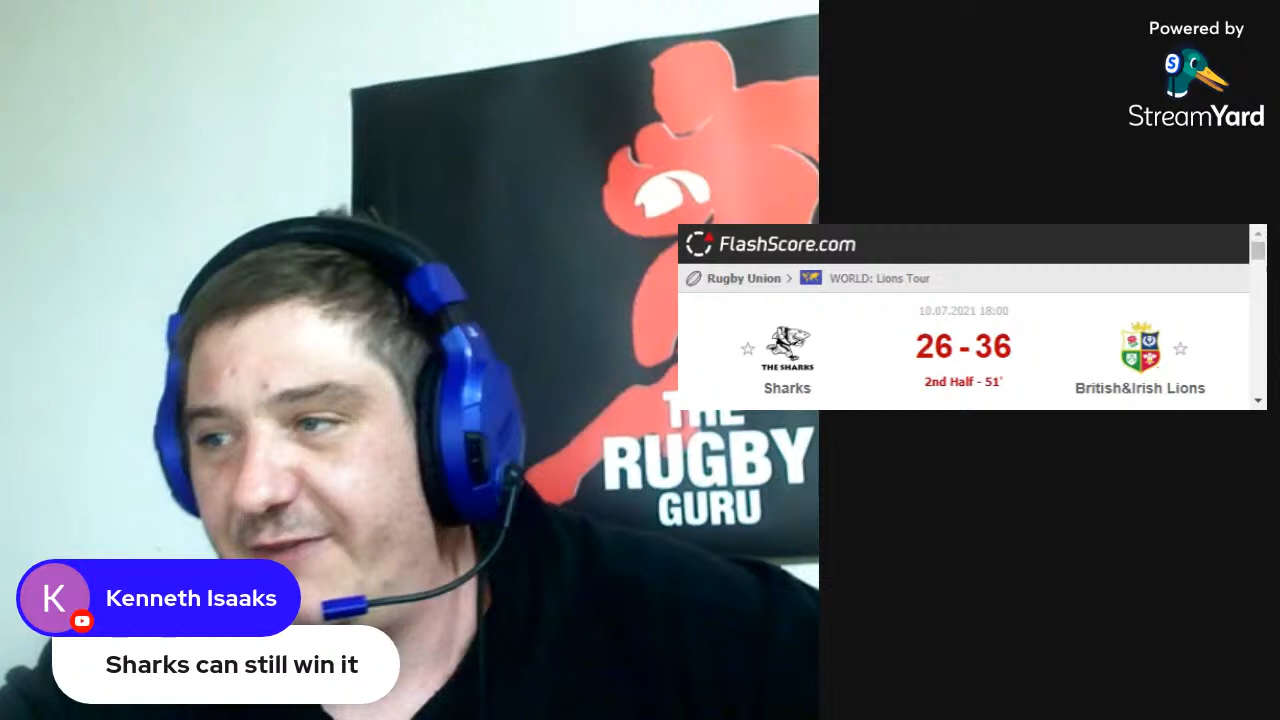 Powered by
StreamYard
FlashScore.com
Rugby Union > WORLD: Lions Tour
10.07.2021 18:00
26 - 36
2nd Half - 51'
THE SHARKS
Sharks
British&Irish Lions
THE
RUGBY
GURU
K
Kenneth Isaaks
Sharks can still win it